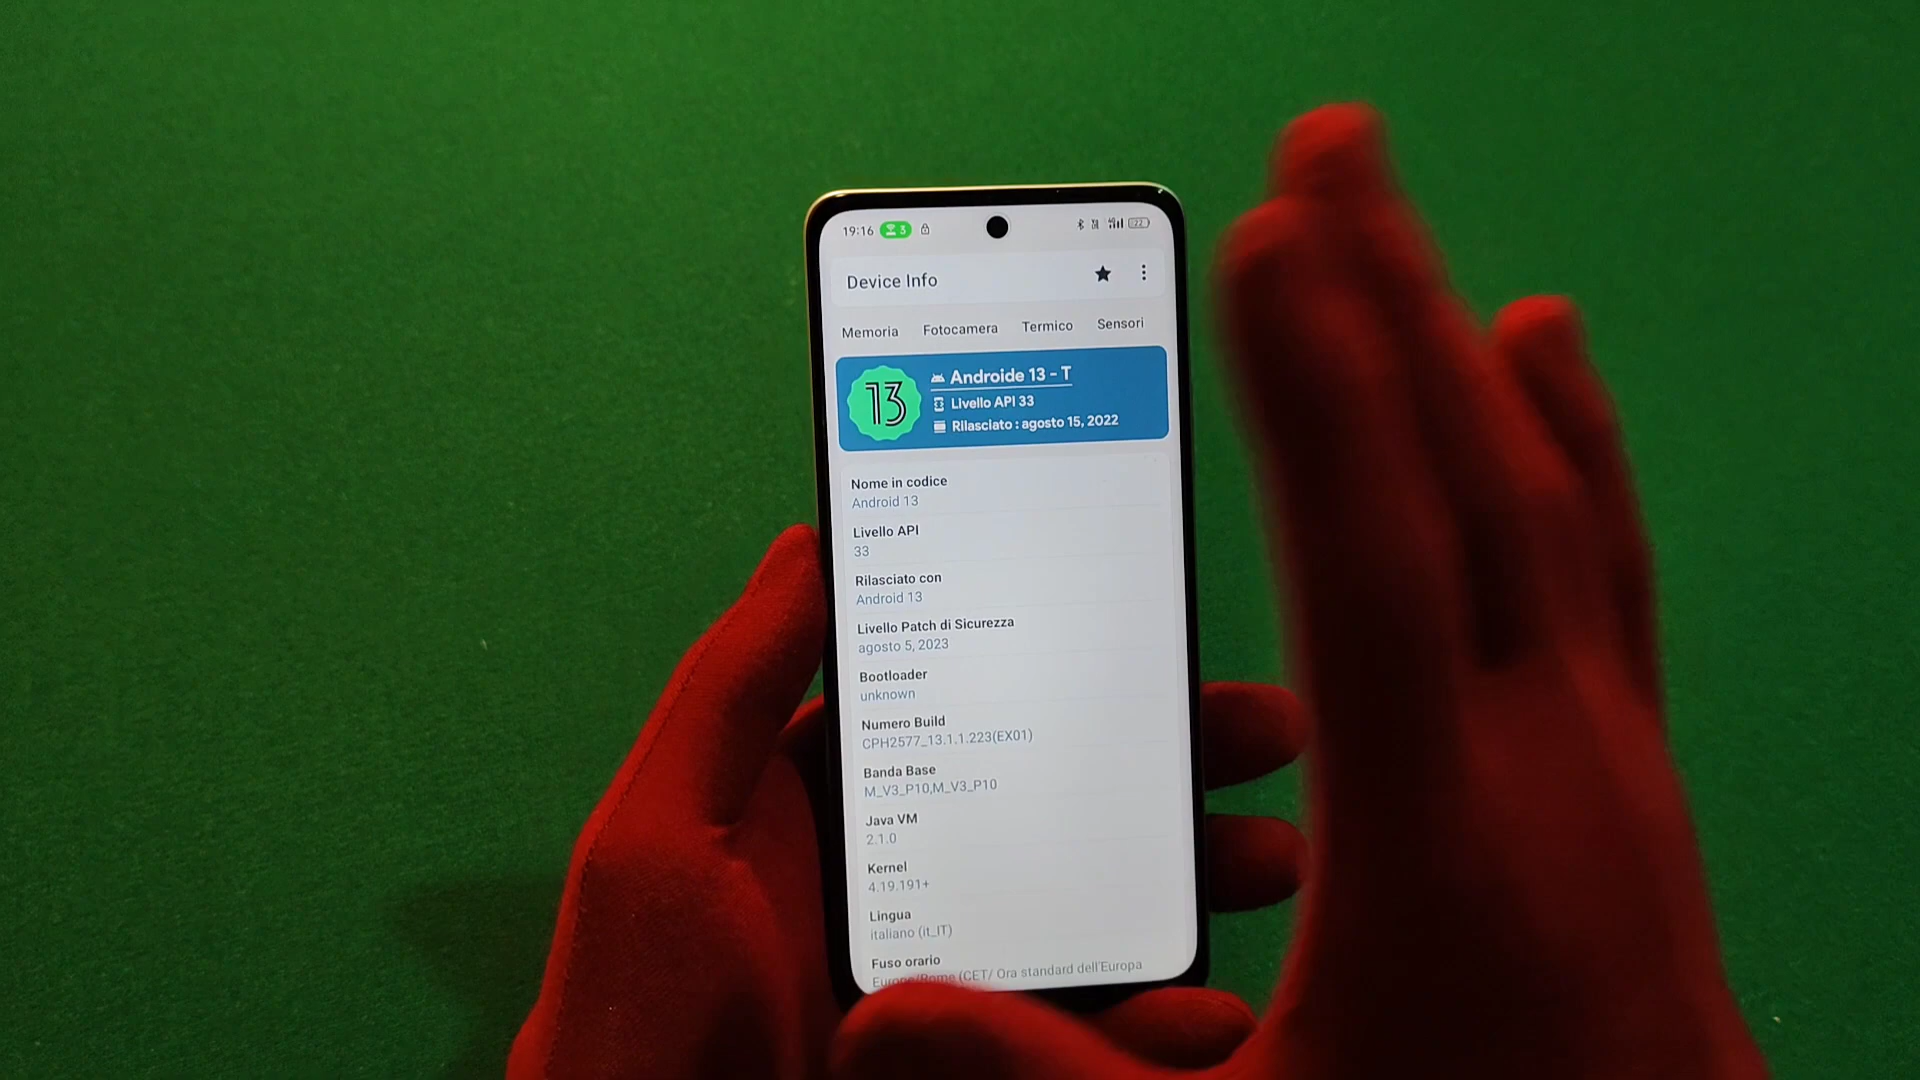 19:16 3 22
Device Info
Memoria Fotocamera Termico Sensori
13 Androide 13 - T
Livello API 33
Rilasciato : agosto 15, 2022
Nome in codice
Android 13
Livello API
33
Rilasciato con
Android 13
Livello Patch di Sicurezza
agosto 5, 2023
Bootloader
unknown
Numero Build
CPH2577_13.1.1.223(EX01)
Banda Base
M_V3_P10,M_V3_P10
Java VM
2.1.0
Kernel
4.19.191+
Lingua
italiano (it_IT)
Fuso orario
Europe/Rome (CET/ Ora standard dell'Europa